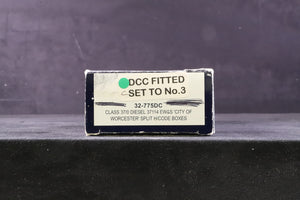 DCC FITTED
SET TO No.3
32-775DC
CLASS 37/0 DIESEL 37114 EW&S 'CITY OF
WORCESTER' SPLIT H/CODE BOXES